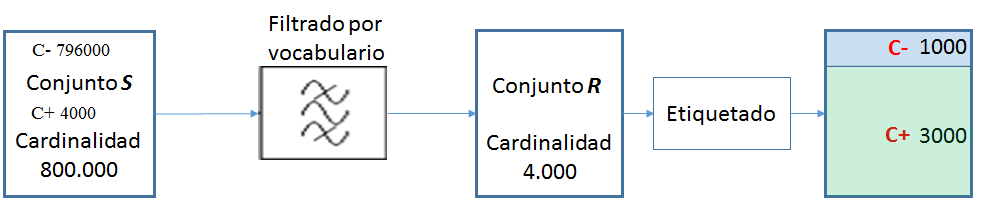 C- 796000
Conjunto S
C+ 4000
Cardinalidad
800.000
Filtrado por
vocabulario
Conjunto R
Cardinalidad
4.000
Etiquetado
C- 1000
C+ 3000